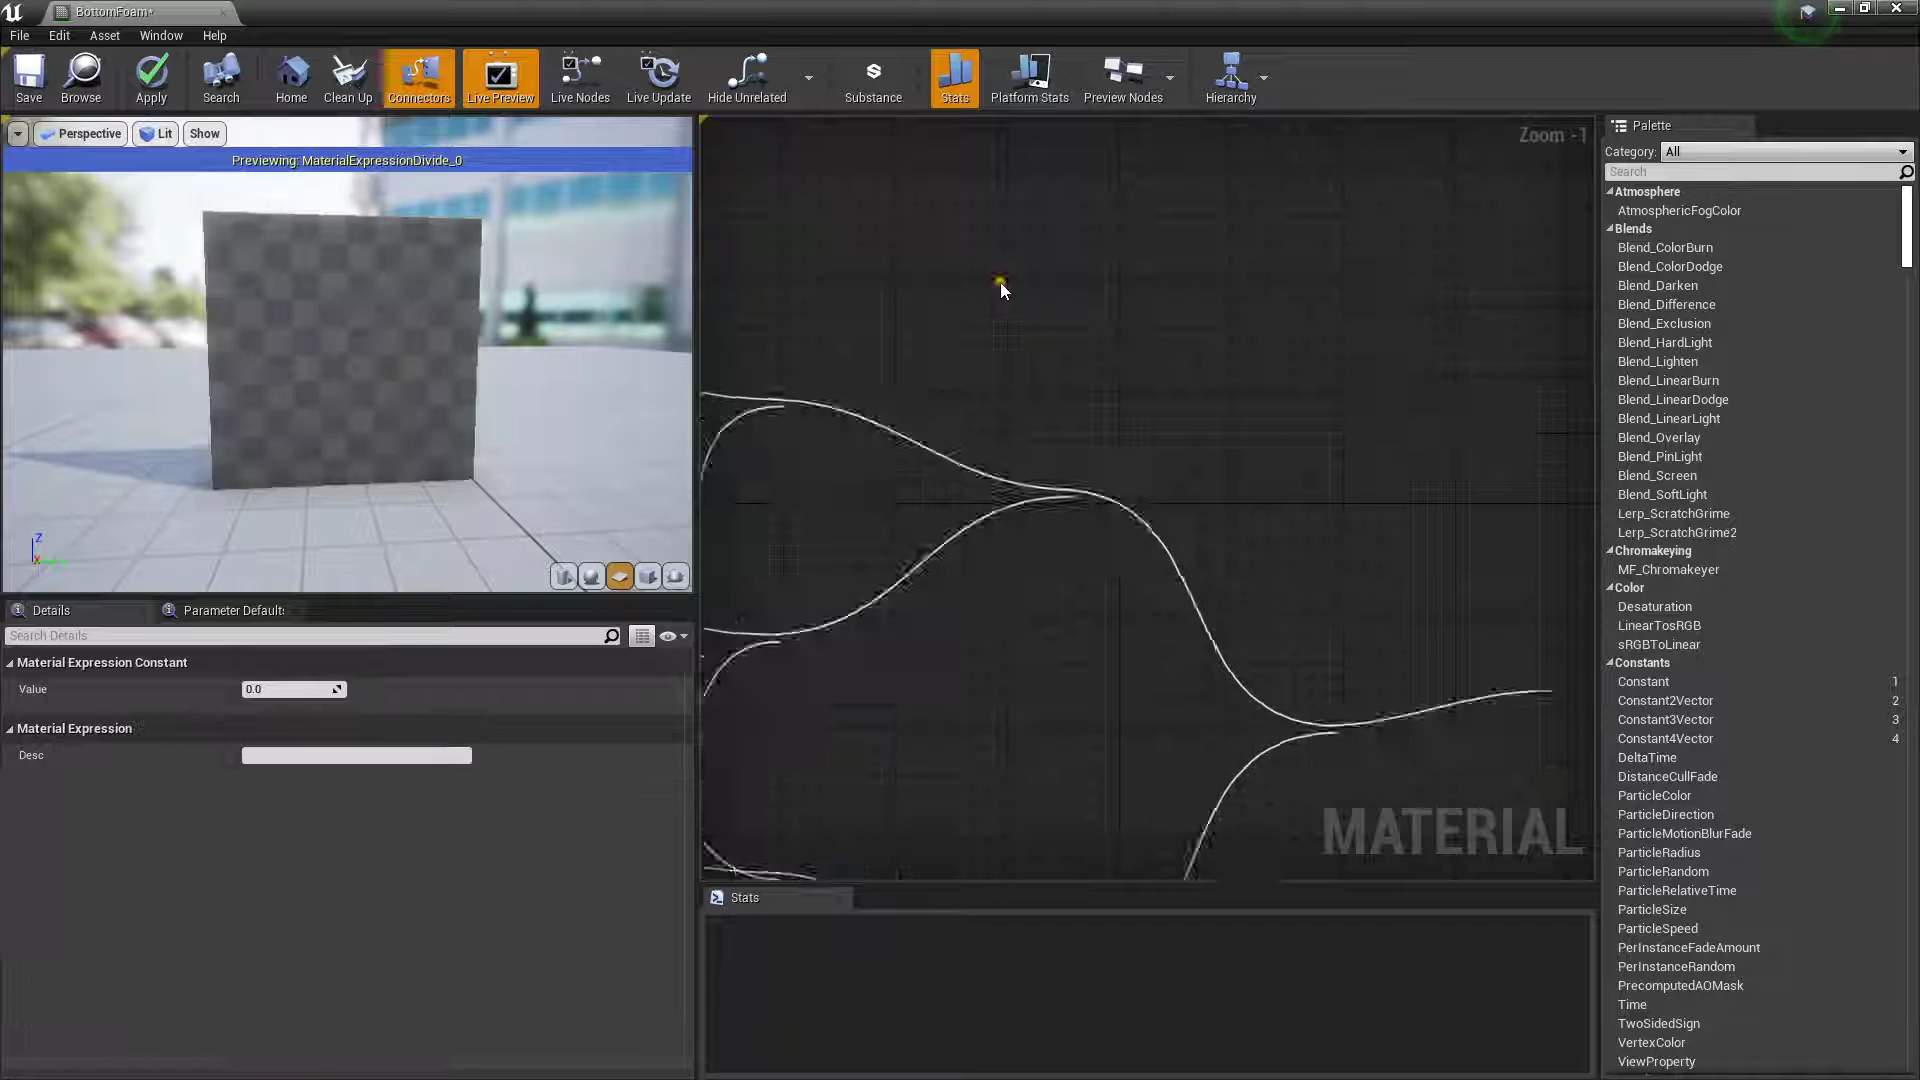 BottomFoam*
File Edit Asset Window Help
Save Browse Apply Search Home Clean Up Connectors Live Preview Live Nodes Live Update Hide Unrelated Substance Stats Platform Stats Preview Nodes Hierarchy
Perspective Lit Show
Previewing: MaterialExpressionDivide_0
Z
Details Parameter Default
Search Details
Material Expression Constant
Value 0.0
Material Expression
Desc
Zoom -1
MATERIAL
Stats
Palette
Category: All
Search
Atmosphere
AtmosphericFogColor
Blends
Blend_ColorBurn
Blend_ColorDodge
Blend_Darken
Blend_Difference
Blend_Exclusion
Blend_HardLight
Blend_Lighten
Blend_LinearBurn
Blend_LinearDodge
Blend_LinearLight
Blend_Overlay
Blend_PinLight
Blend_Screen
Blend_SoftLight
Lerp_ScratchGrime
Lerp_ScratchGrime2
Chromakeying
MF_Chromakeyer
Color
Desaturation
LinearTosRGB
sRGBToLinear
Constants
Constant 1
Constant2Vector 2
Constant3Vector 3
Constant4Vector 4
DeltaTime
DistanceCullFade
ParticleColor
ParticleDirection
ParticleMotionBlurFade
ParticleRadius
ParticleRandom
ParticleRelativeTime
ParticleSize
ParticleSpeed
PerInstanceFadeAmount
PerInstanceRandom
PrecomputedAOMask
Time
TwoSidedSign
VertexColor
ViewProperty